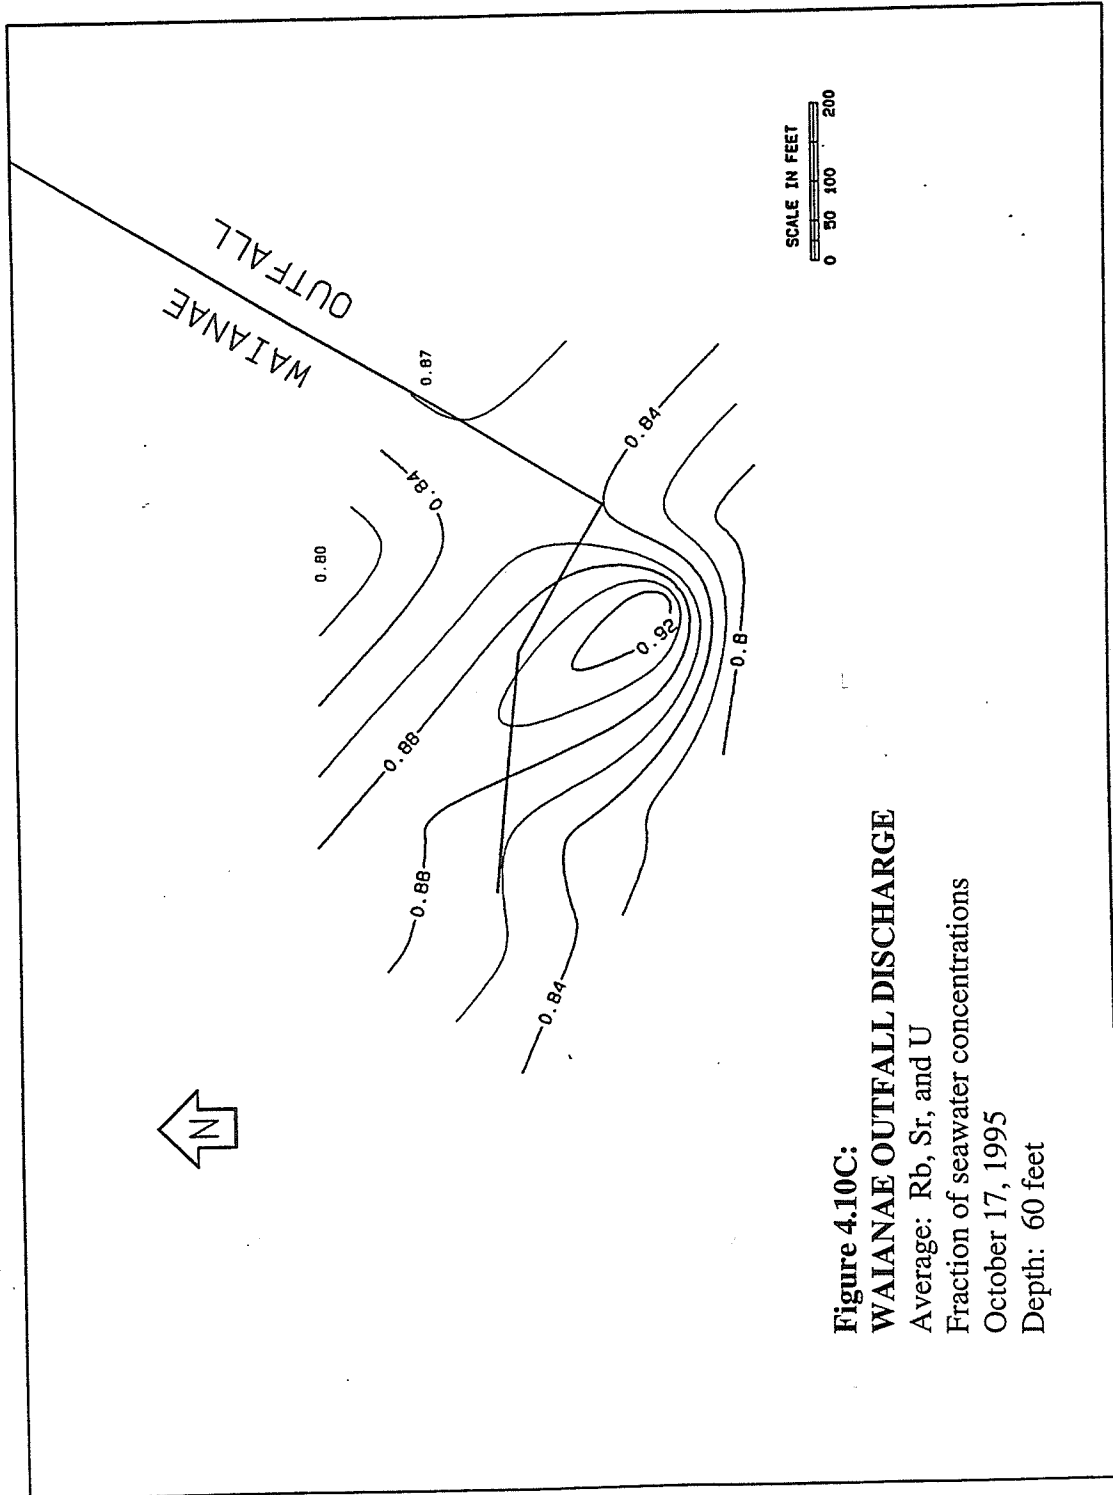 WAIANAE
OUTFALL
0.87
0.84
0.80
0.84
0.88
0.92
0.8
0.88
0.84
SCALE IN FEET
0 50 100 200
N
Figure 4.10C:
WAIANAE OUTFALL DISCHARGE
Average: Rb, Sr, and U
Fraction of seawater concentrations
October 17, 1995
Depth: 60 feet